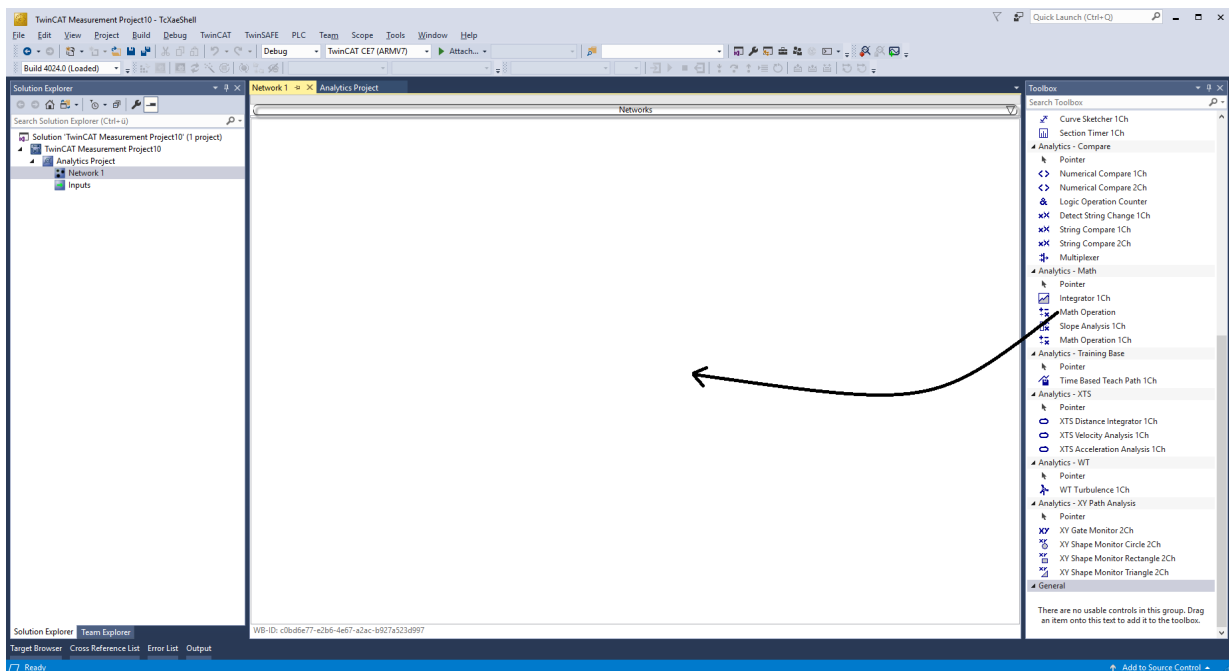 TwinCAT Measurement Project10 - TcXaeShell
Quick Launch (Ctrl+Q)
File Edit View Project Build Debug TwinCAT TwinSAFE PLC Team Scope Tools Window Help
Debug TwinCAT CE7 (ARMV7) Attach...
Build 4024.0 (Loaded)
Solution Explorer
Search Solution Explorer (Ctrl+ü)
Solution 'TwinCAT Measurement Project10' (1 project)
TwinCAT Measurement Project10
Analytics Project
Network 1
Inputs
Solution Explorer Team Explorer
Network 1 Analytics Project
Networks
WB-ID: c0bd6e77-e2b6-4e67-a2ac-b927a523d997
Toolbox
Search Toolbox
Curve Sketcher 1Ch
Section Timer 1Ch
Analytics - Compare
Pointer
Numerical Compare 1Ch
Numerical Compare 2Ch
Logic Operation Counter
Detect String Change 1Ch
String Compare 1Ch
String Compare 2Ch
Multiplexer
Analytics - Math
Pointer
Integrator 1Ch
Math Operation
Slope Analysis 1Ch
Math Operation 1Ch
Analytics - Training Base
Pointer
Time Based Teach Path 1Ch
Analytics - XTS
Pointer
XTS Distance Integrator 1Ch
XTS Velocity Analysis 1Ch
XTS Acceleration Analysis 1Ch
Analytics - WT
Pointer
WT Turbulence 1Ch
Analytics - XY Path Analysis
Pointer
XY Gate Monitor 2Ch
XY Shape Monitor Circle 2Ch
XY Shape Monitor Rectangle 2Ch
XY Shape Monitor Triangle 2Ch
General
There are no usable controls in this group. Drag
an item onto this text to add it to the toolbox.
Target Browser Cross Reference List Error List Output
Ready
Add to Source Control